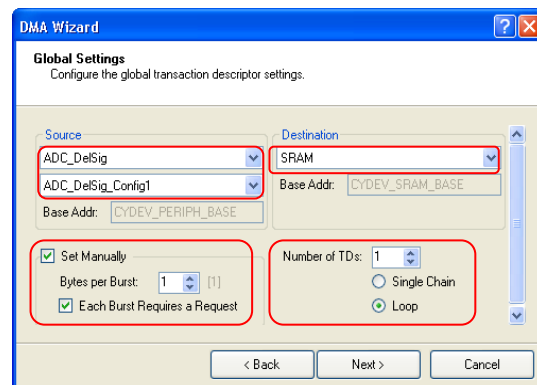 DMA Wizard
Global Settings
Configure the global transaction descriptor settings.
Source
ADC_DelSig
ADC_DelSig_Config1
Base Addr: CYDEV_PERIPH_BASE
Destination
SRAM
Base Addr: CYDEV_SRAM_BASE
Set Manually
Bytes per Burst: 1 [1]
Each Burst Requires a Request
Number of TDs: 1
Single Chain
Loop
< Back
Next >
Cancel